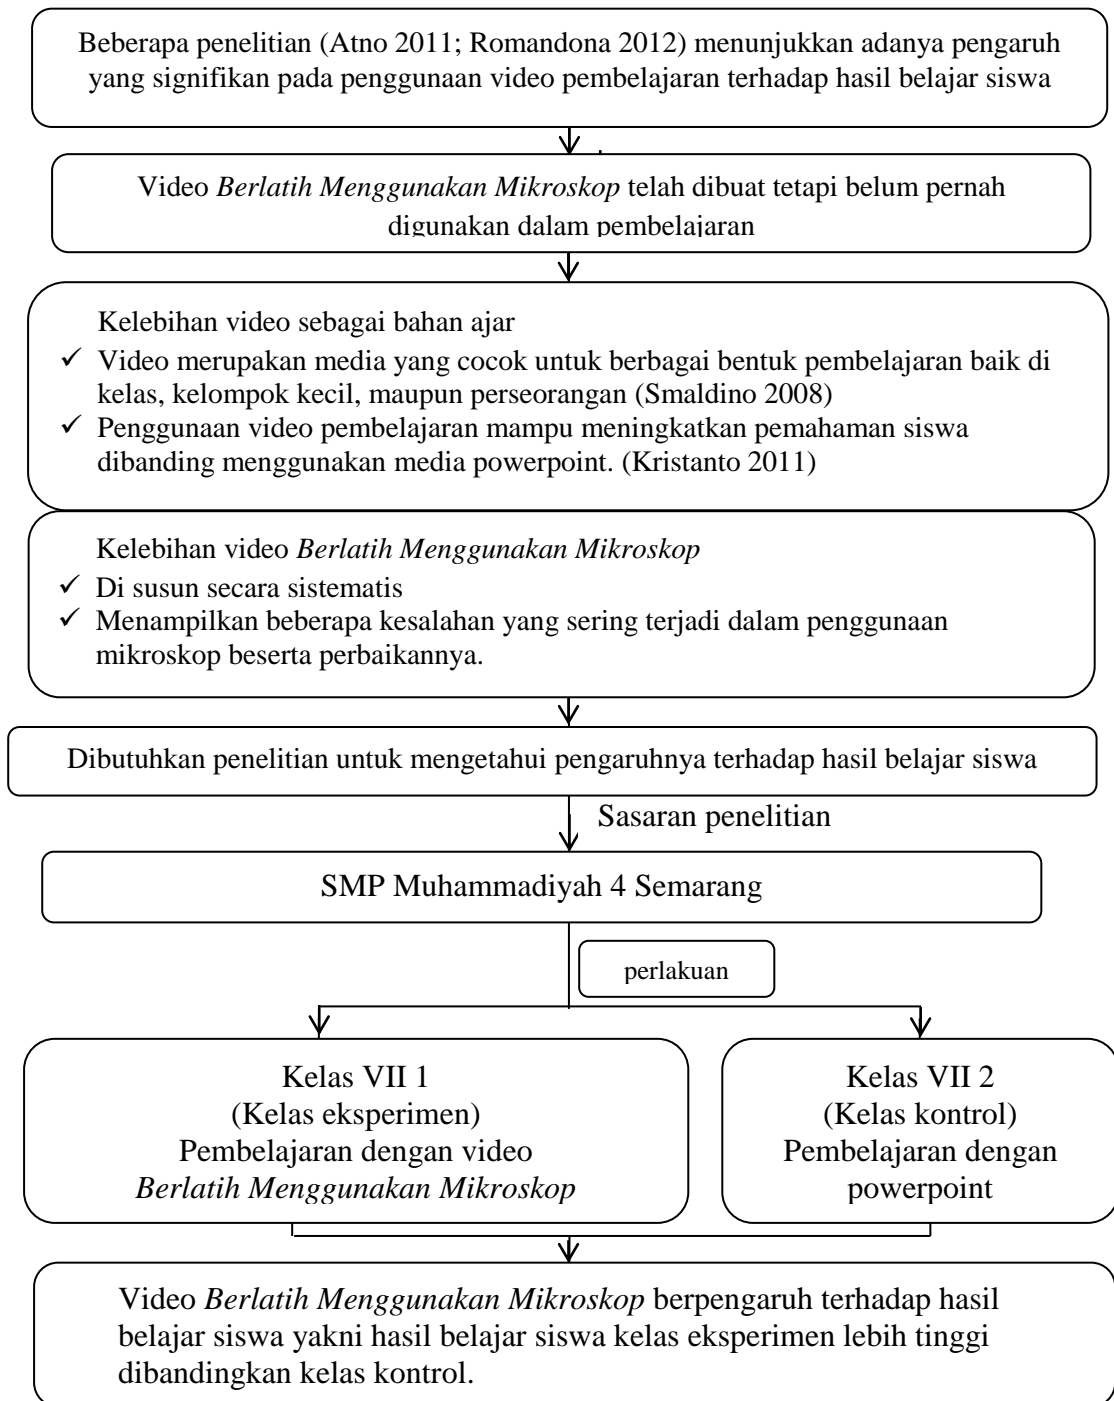 Beberapa penelitian (Atno 2011; Romandona 2012) menunjukkan adanya pengaruh
yang signifikan pada penggunaan video pembelajaran terhadap hasil belajar siswa
Video Berlatih Menggunakan Mikroskop telah dibuat tetapi belum pernah
digunakan dalam pembelajaran
Kelebihan video sebagai bahan ajar
✓ Video merupakan media yang cocok untuk berbagai bentuk pembelajaran baik di
kelas, kelompok kecil, maupun perseorangan (Smaldino 2008)
✓ Penggunaan video pembelajaran mampu meningkatkan pemahaman siswa
dibanding menggunakan media powerpoint. (Kristanto 2011)
Kelebihan video Berlatih Menggunakan Mikroskop
✓ Di susun secara sistematis
✓ Menampilkan beberapa kesalahan yang sering terjadi dalam penggunaan
mikroskop beserta perbaikannya.
Dibutuhkan penelitian untuk mengetahui pengaruhnya terhadap hasil belajar siswa
Sasaran penelitian
SMP Muhammadiyah 4 Semarang
perlakuan
Kelas VII 1
(Kelas eksperimen)
Pembelajaran dengan video
Berlatih Menggunakan Mikroskop
Kelas VII 2
(Kelas kontrol)
Pembelajaran dengan
powerpoint
Video Berlatih Menggunakan Mikroskop berpengaruh terhadap hasil
belajar siswa yakni hasil belajar siswa kelas eksperimen lebih tinggi
dibandingkan kelas kontrol.